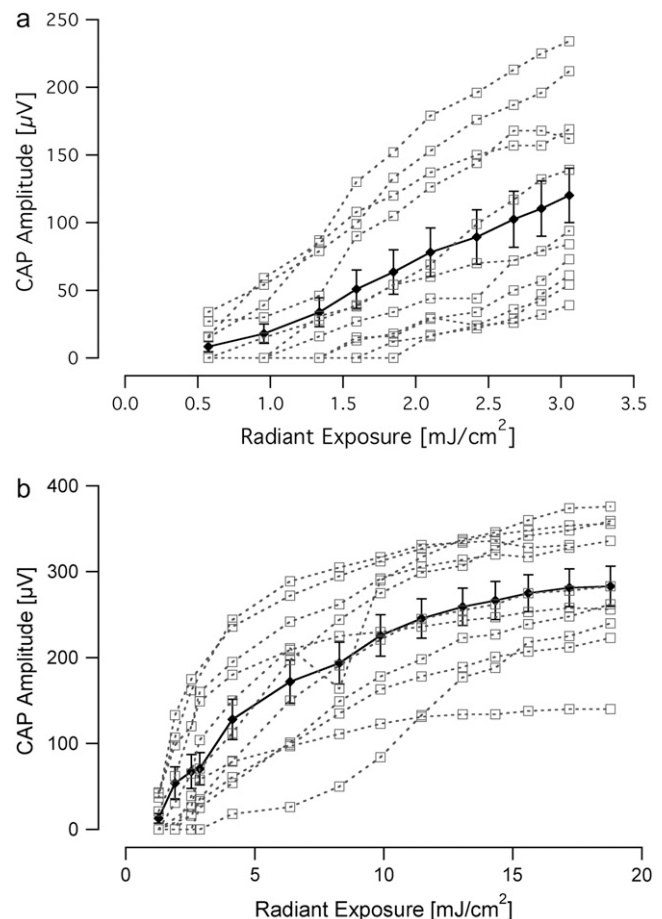 a
250
200
150
100
50
0
CAP Amplitude [µV]
0.0 0.5 1.0 1.5 2.0 2.5 3.0 3.5
Radiant Exposure [mJ/cm²]
b
400
300
200
100
0
CAP Amplitude [µV]
0 5 10 15 20
Radiant Exposure [mJ/cm²]